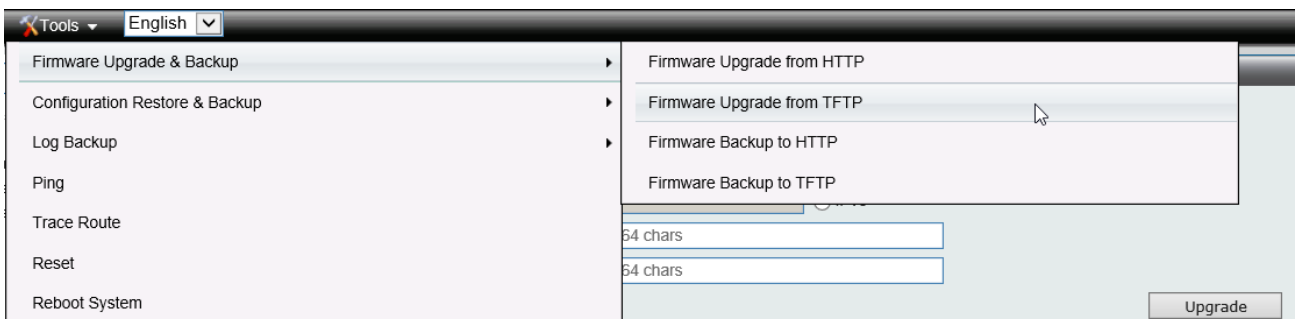 Tools English
Firmware Upgrade & Backup
Configuration Restore & Backup
Log Backup
Ping
Trace Route
Reset
Reboot System
Firmware Upgrade from HTTP
Firmware Upgrade from TFTP
Firmware Backup to HTTP
Firmware Backup to TFTP
64 chars
64 chars
Upgrade